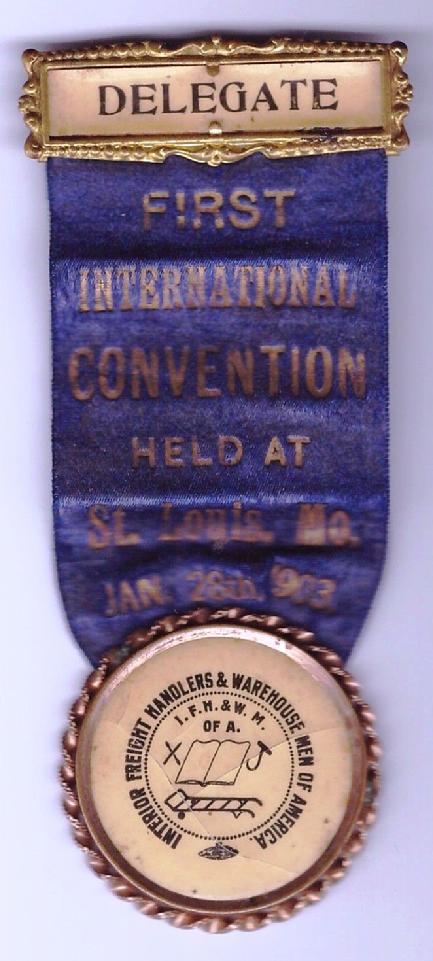 DELEGATE
FIRST
INTERNATIONAL
CONVENTION
HELD AT
St. Louis, Mo.
JAN. 26th, 1903.
INTERIOR FREIGHT HANDLERS & WAREHOUSE MEN OF AMERICA
I. F. H. & W. M.
OF A.